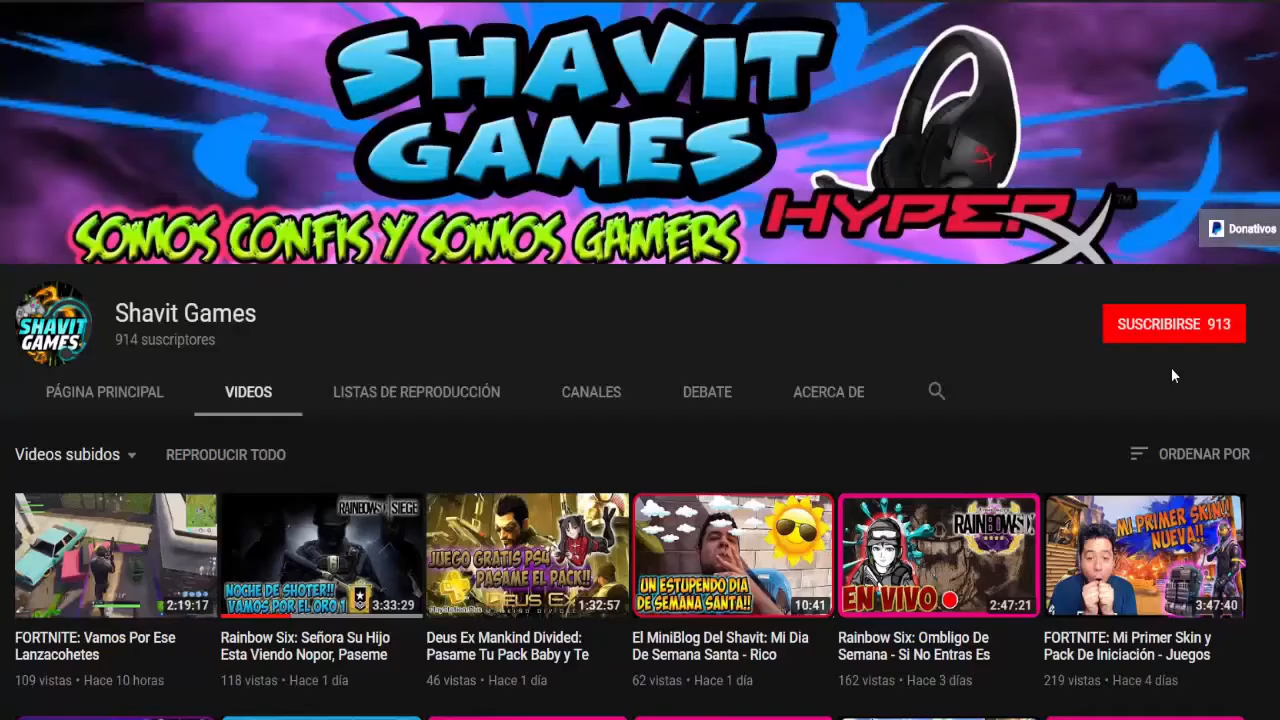 SHAVIT
GAMES
SOMOS CONFIS Y SOMOS GAMERS
HYPERX™
Donativos
SHAVIT
GAMES
Shavit Games
914 suscriptores
SUSCRIBIRSE 913
PÁGINA PRINCIPAL VIDEOS LISTAS DE REPRODUCCIÓN CANALES DEBATE ACERCA DE
Videos subidos REPRODUCIR TODO ORDENAR POR
2:19:17
FORTNITE: Vamos Por Ese
Lanzacohetes
109 vistas • Hace 10 horas
RAINBOW SIX SIEGE
NOCHE DE SHOTER!!
VAMOS POR EL ORO 1
3:33:29
Rainbow Six: Señora Su Hijo
Esta Viendo Nopor, Paseme
118 vistas • Hace 1 día
JUEGO GRATIS PS4
PASAME EL PACK!!
DEUS EX
1:32:57
Deus Ex Mankind Divided:
Pasame Tu Pack Baby y Te
46 vistas • Hace 1 día
UN ESTUPENDO DIA
DE SEMANA SANTA!!
10:41
El MiniBlog Del Shavit: Mi Dia
De Semana Santa - Rico
62 vistas • Hace 1 día
RAINBOW SIX
EN VIVO
2:47:21
Rainbow Six: Ombligo De
Semana - Si No Entras Es
162 vistas • Hace 3 días
MI PRIMER SKIN!!
NUEVA!!
3:47:40
FORTNITE: Mi Primer Skin y
Pack De Iniciación - Juegos
219 vistas • Hace 4 días